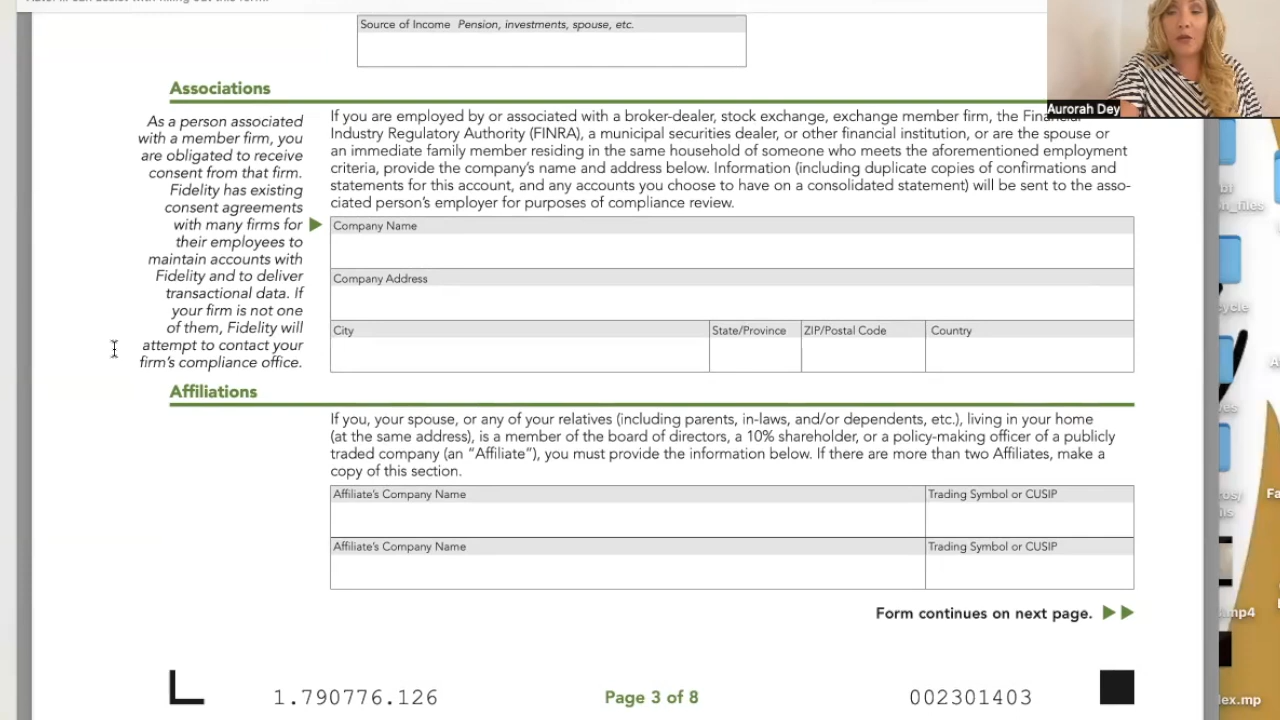 Source of Income Pension, investments, spouse, etc.
Aurorah Dey
Associations
As a person associated
with a member firm, you
are obligated to receive
consent from that firm.
Fidelity has existing
consent agreements
with many firms for
their employees to
maintain accounts with
Fidelity and to deliver
transactional data. If
your firm is not one
of them, Fidelity will
attempt to contact your
firm's compliance office.
If you are employed by or associated with a broker-dealer, stock exchange, exchange member firm, the Financial
Industry Regulatory Authority (FINRA), a municipal securities dealer, or other financial institution, or are the spouse or
an immediate family member residing in the same household of someone who meets the aforementioned employment
criteria, provide the company's name and address below. Information (including duplicate copies of confirmations and
statements for this account, and any accounts you choose to have on a consolidated statement) will be sent to the asso-
ciated person's employer for purposes of compliance review.
Company Name
Company Address
City State/Province ZIP/Postal Code Country
Affiliations
If you, your spouse, or any of your relatives (including parents, in-laws, and/or dependents, etc.), living in your home
(at the same address), is a member of the board of directors, a 10% shareholder, or a policy-making officer of a publicly
traded company (an “Affiliate”), you must provide the information below. If there are more than two Affiliates, make a
copy of this section.
Affiliate's Company Name Trading Symbol or CUSIP
Affiliate's Company Name Trading Symbol or CUSIP
Form continues on next page.
1.790776.126 Page 3 of 8 002301403
n_files
.mp4